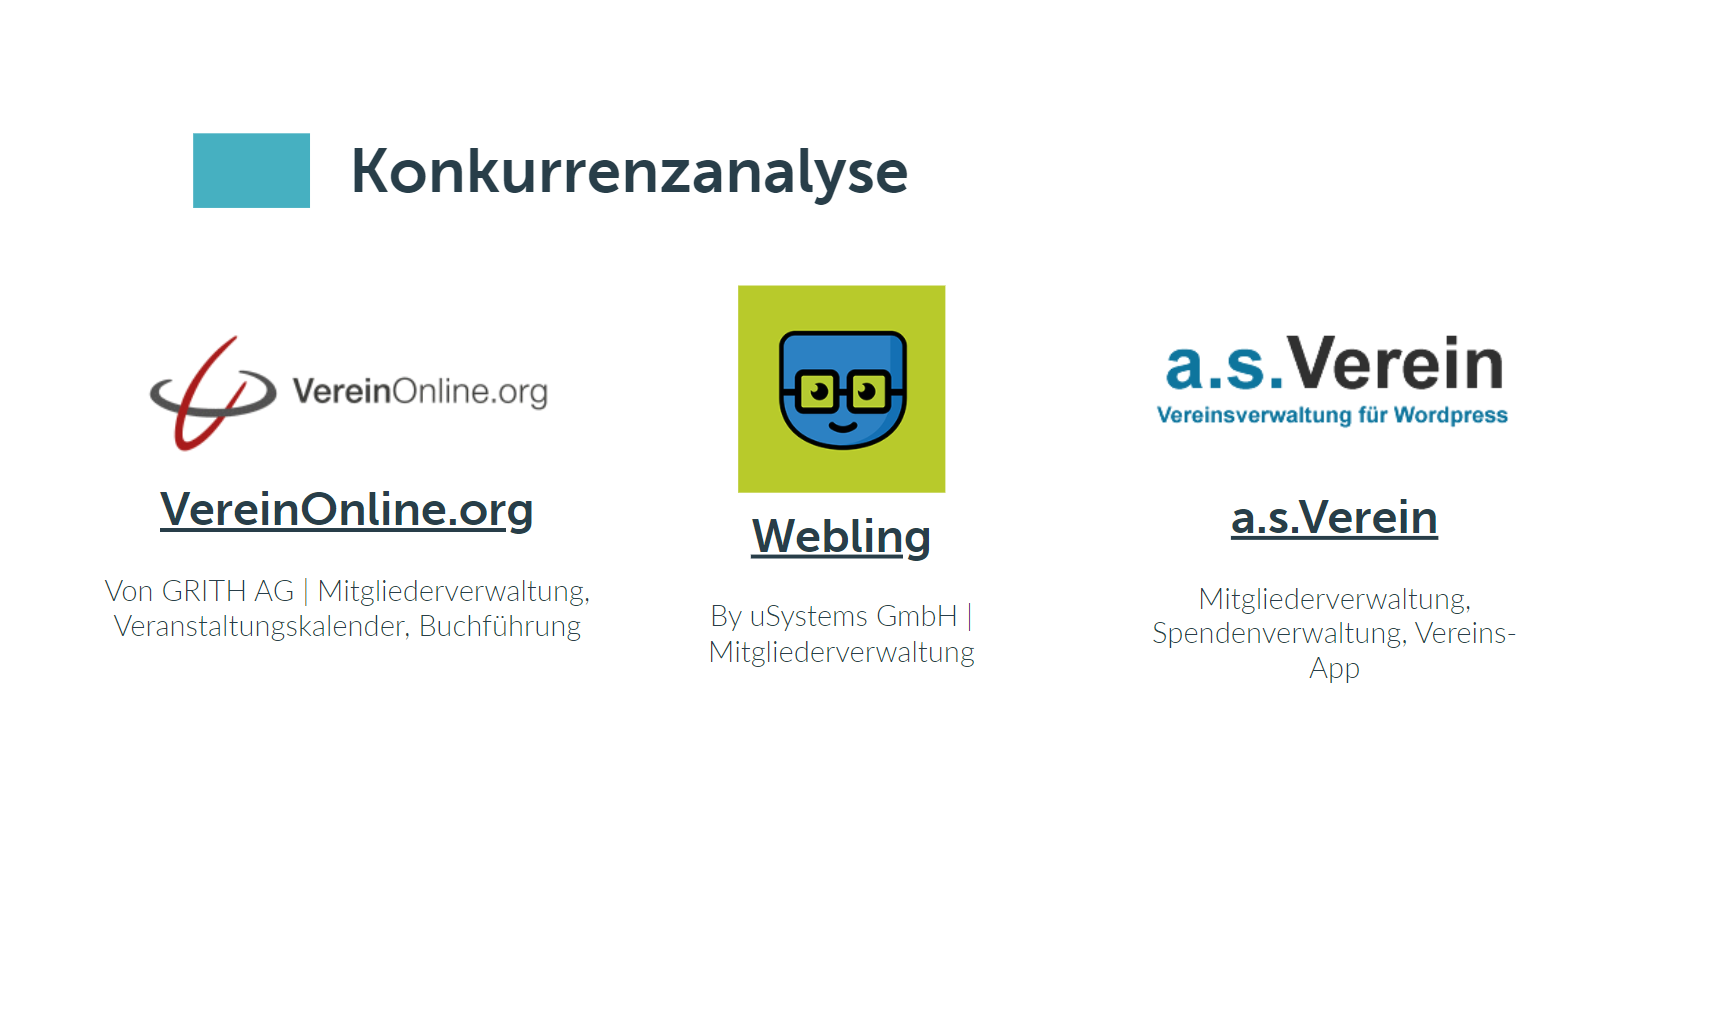 Konkurrenzanalyse
VereinOnline.org
VereinOnline.org
Von GRITH AG | Mitgliederverwaltung,
Veranstaltungskalender, Buchführung
Webling
By uSystems GmbH |
Mitgliederverwaltung
a.s.Verein
Vereinsverwaltung für Wordpress
a.s.Verein
Mitgliederverwaltung,
Spendenverwaltung, Vereins-
App